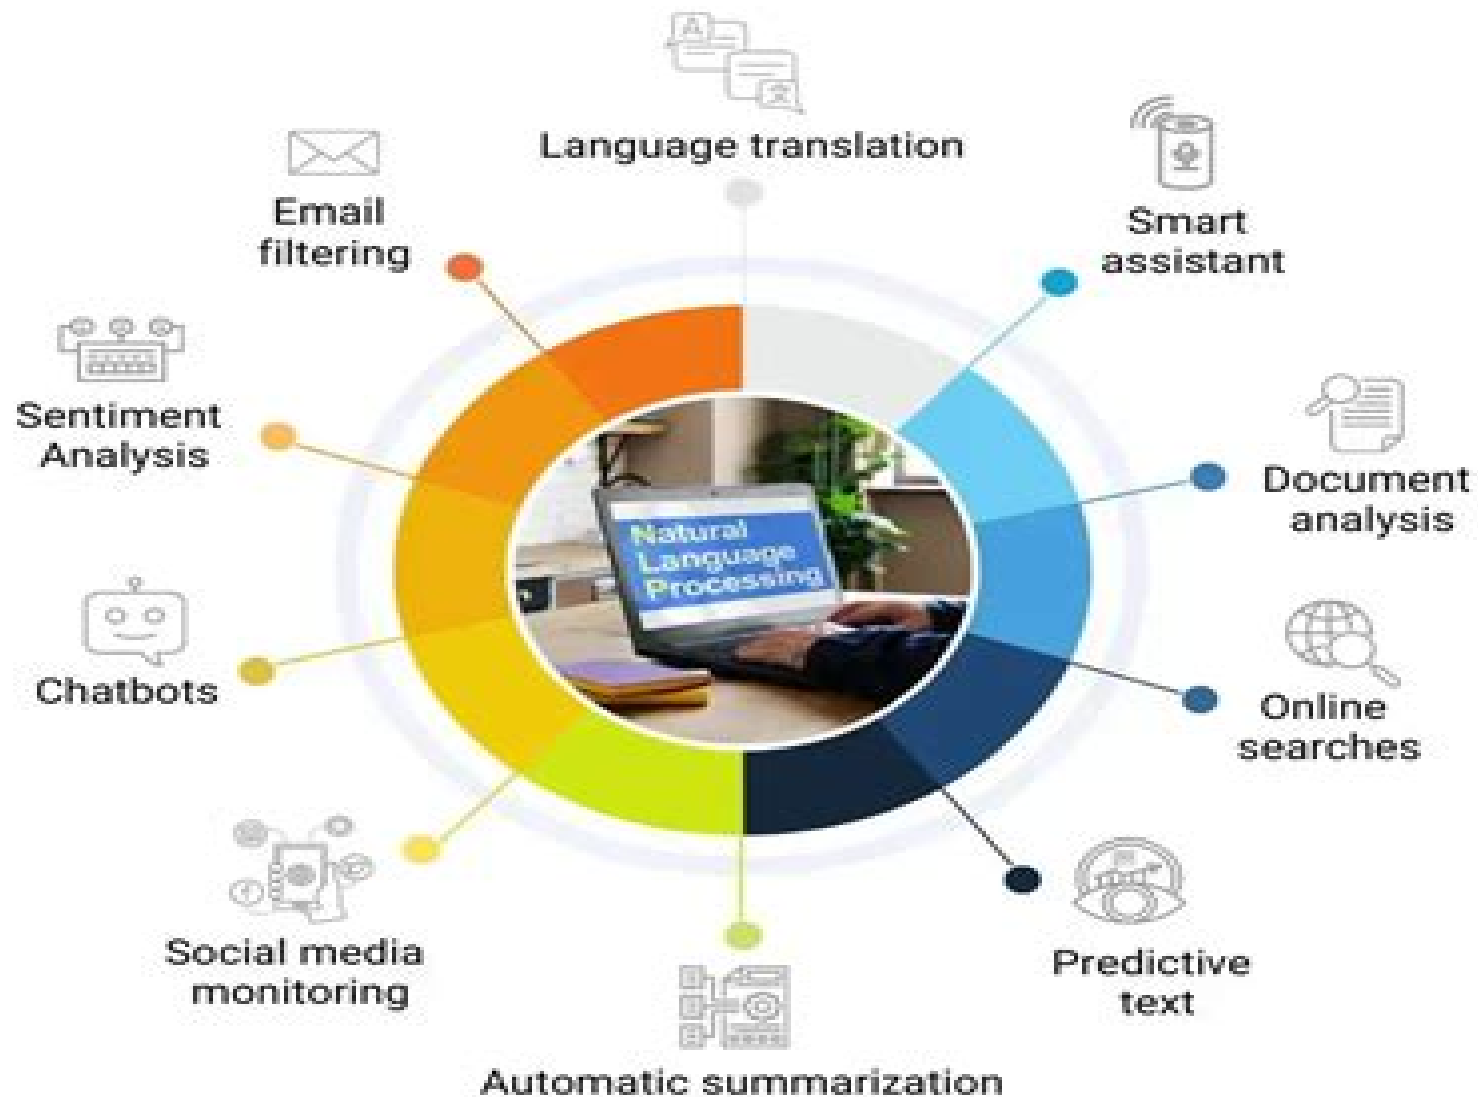 Language translation
Smart
assistant
Document
analysis
Online
searches
Predictive
text
Automatic summarization
Social media
monitoring
Chatbots
Sentiment
Analysis
Email
filtering
Natural
Language
Processing
A
文